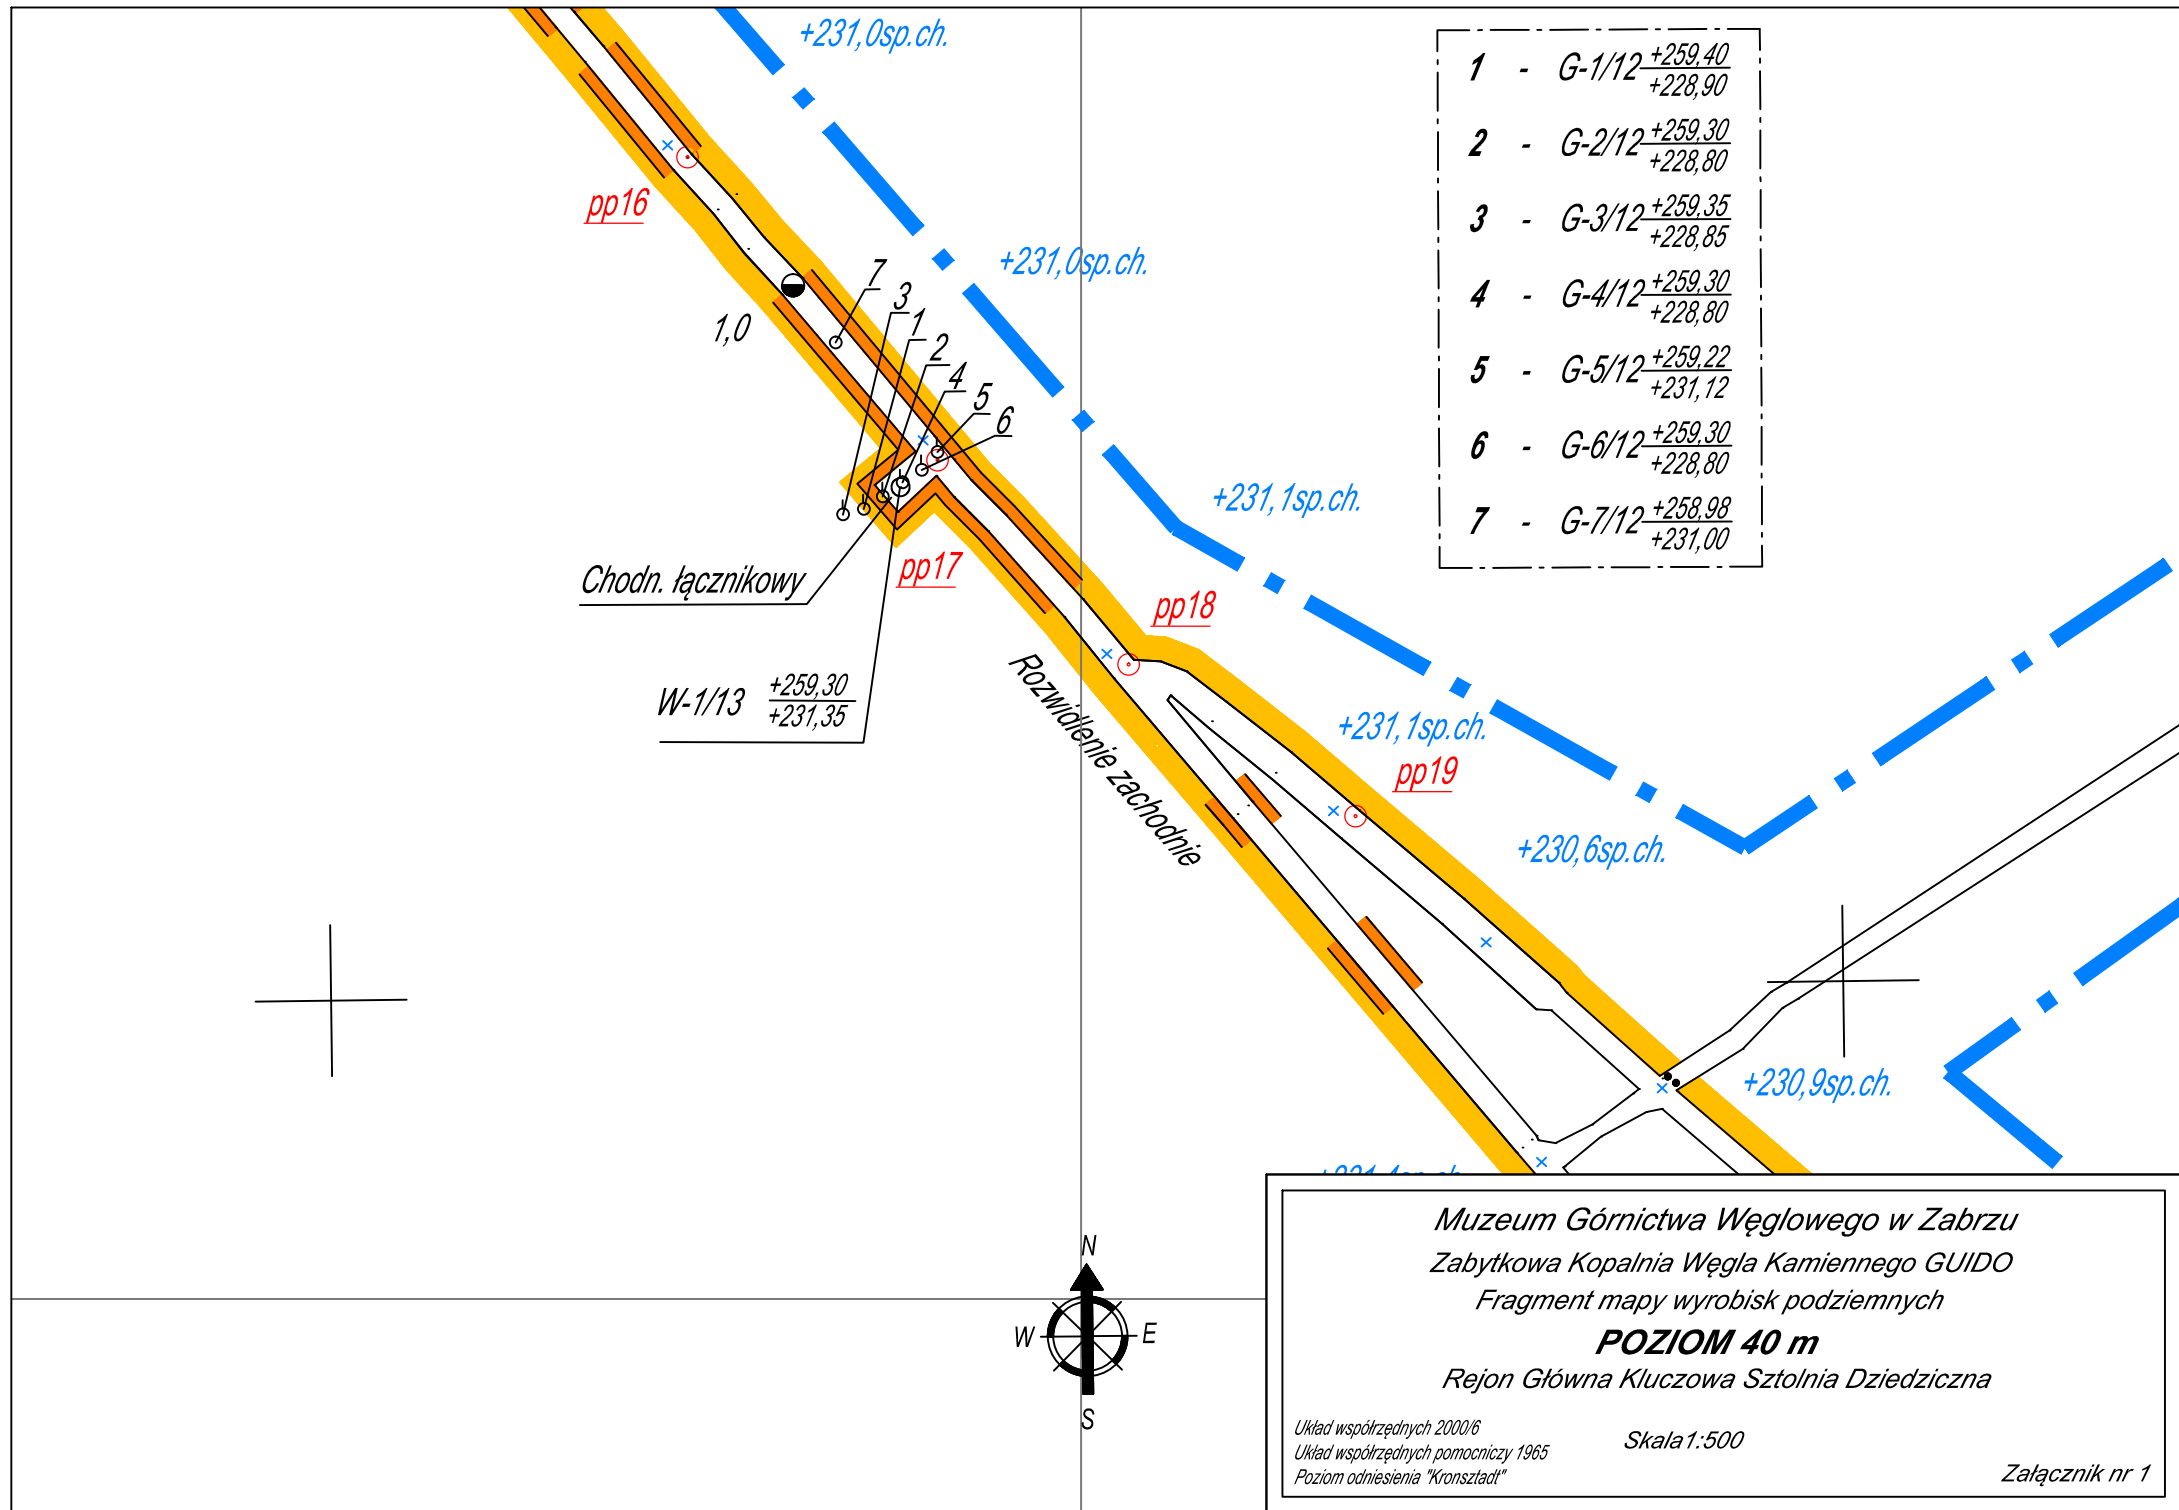 +231,0sp.ch.
1 - G-1/12 +259,40
+228,90
2 - G-2/12 +259,30
+228,80
3 - G-3/12 +259,35
+228,85
4 - G-4/12 +259,30
+228,80
5 - G-5/12 +259,22
+231,12
6 - G-6/12 +259,30
+228,80
7 - G-7/12 +258,98
+231,00
pp16
+231,0sp.ch.
7
3
1
1,0
2
4
5
6
+231,1sp.ch.
pp17
Chodn. łącznikowy
pp18
W-1/13 +259,30
+231,35
Rozwidlenie zachodnie
+231,1sp.ch.
pp19
+230,6sp.ch.
+230,9sp.ch.
N
W
E
S
Muzeum Górnictwa Węglowego w Zabrzu
Zabytkowa Kopalnia Węgla Kamiennego GUIDO
Fragment mapy wyrobisk podziemnych
POZIOM 40 m
Rejon Główna Kluczowa Sztolnia Dziedziczna
Układ współrzędnych 2000/6
Układ współrzędnych pomocniczy 1965
Poziom odniesienia "Kronsztadt"
Skala1:500
Załącznik nr 1